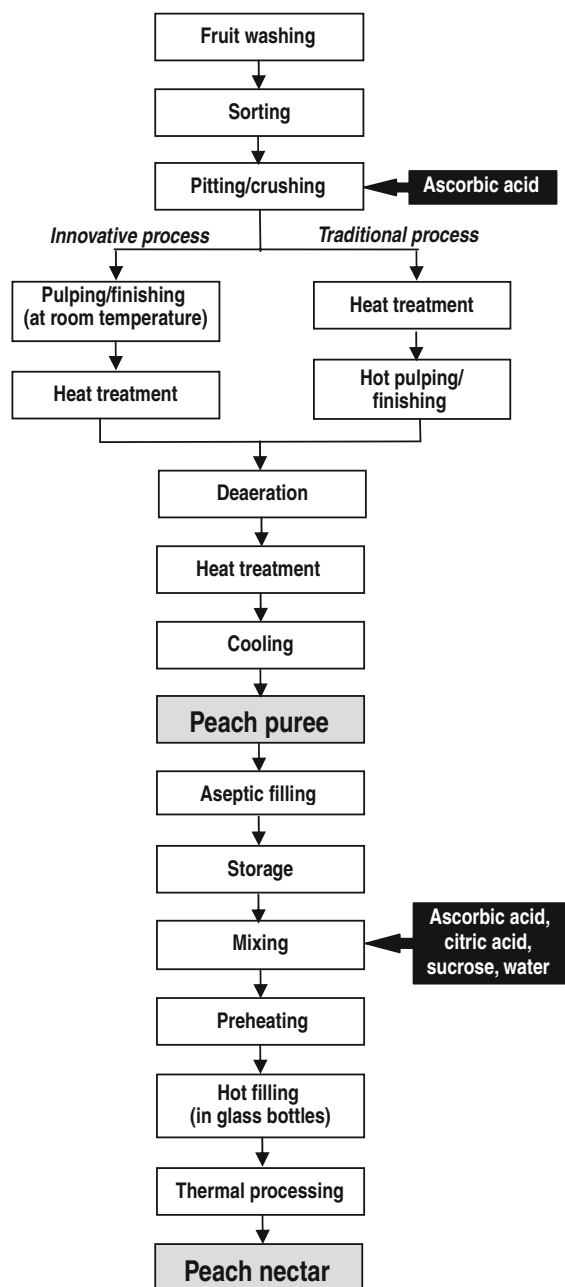 Fruit washing
Sorting
Pitting/crushing
Ascorbic acid
Innovative process
Traditional process
Pulping/finishing
(at room temperature)
Heat treatment
Heat treatment
Hot pulping/
finishing
Deaeration
Heat treatment
Cooling
Peach puree
Aseptic filling
Storage
Mixing
Ascorbic acid,
citric acid,
sucrose, water
Preheating
Hot filling
(in glass bottles)
Thermal processing
Peach nectar